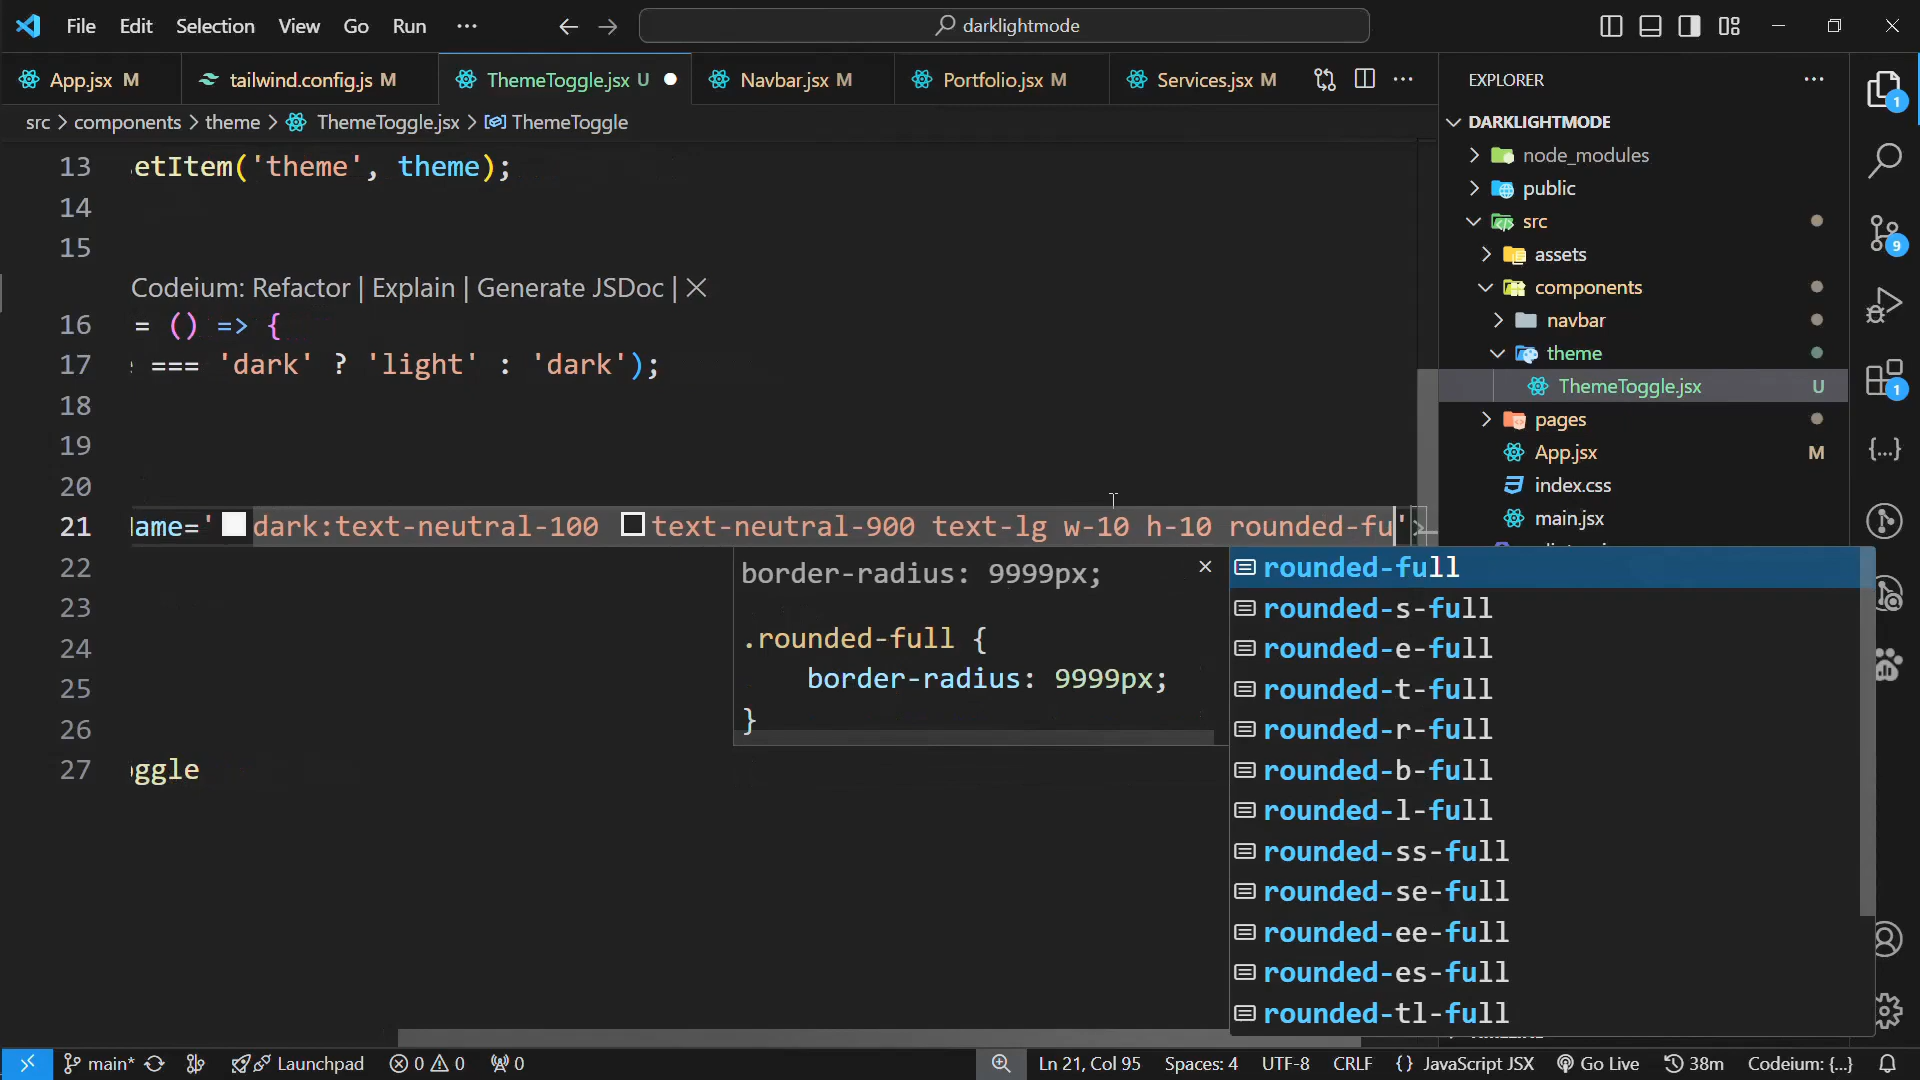 File Edit Selection View Go Run ··· darklightmode
App.jsx M tailwind.config.js M ThemeToggle.jsx U Navbar.jsx M Portfolio.jsx M Services.jsx M
src > components > theme > ThemeToggle.jsx > ThemeToggle
13 etItem('theme', theme);
14
15
Codeium: Refactor | Explain | Generate JSDoc | ×
16 = () => {
17 === 'dark' ? 'light' : 'dark');
18
19
20
21 ame='dark:text-neutral-100 text-neutral-900 text-lg w-10 h-10 rounded-fu'>
22
23
24
25
26
27 ggle
border-radius: 9999px;
.rounded-full {
border-radius: 9999px;
}
rounded-full
rounded-s-full
rounded-e-full
rounded-t-full
rounded-r-full
rounded-b-full
rounded-l-full
rounded-ss-full
rounded-se-full
rounded-ee-full
rounded-es-full
rounded-tl-full
EXPLORER
DARKLIGHTMODE
node_modules
public
src
assets
components
navbar
theme
ThemeToggle.jsx U
pages
App.jsx M
index.css
main.jsx
1
9
1
main* Launchpad 0 0 0 Ln 21, Col 95 Spaces: 4 UTF-8 CRLF {} JavaScript JSX Go Live 38m Codeium: {...}